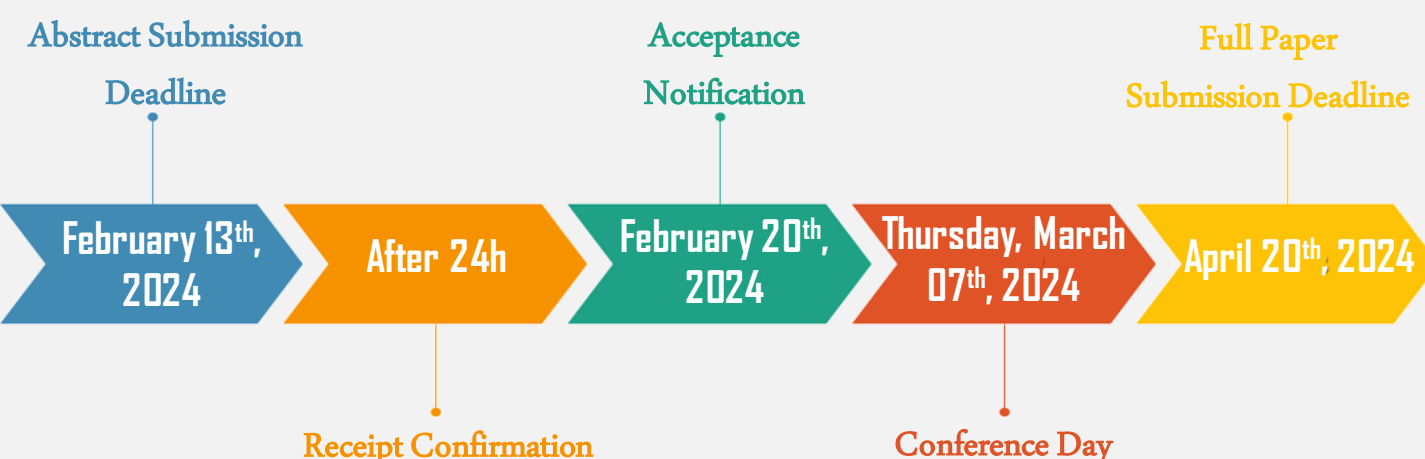 Abstract Submission
Deadline
Acceptance
Notification
Full Paper
Submission Deadline
February 13th,
2024
After 24h
February 20th,
2024
Thursday, March
07th, 2024
April 20th, 2024
Receipt Confirmation
Conference Day